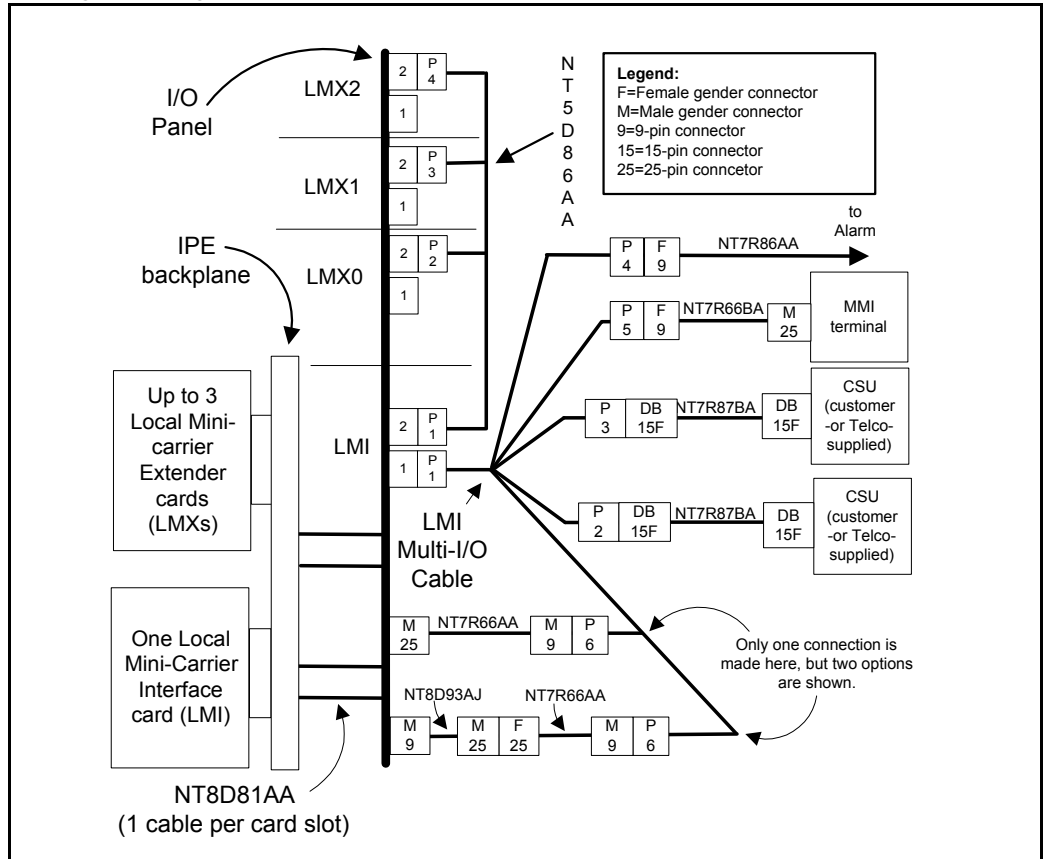 I/O
Panel
LMX2
2
P
4
1
LMX1
2
P
3
1
LMX0
2
P
2
1
IPE
backplane
N
T
5
D
8
6
A
A
Legend:
F=Female gender connector
M=Male gender connector
9=9-pin connector
15=15-pin connector
25=25-pin conncetor
to
Alarm
P
4
F
9
NT7R86AA
P
5
F
9
NT7R66BA
M
25
MMI
terminal
P
3
DB
15F
NT7R87BA
DB
15F
CSU
(customer
-or Telco-
supplied)
P
2
DB
15F
NT7R87BA
DB
15F
CSU
(customer
-or Telco-
supplied)
Up to 3
Local Mini-
carrier
Extender
cards
(LMXs)
LMI
2
P
1
1
P
1
LMI
Multi-I/O
Cable
One Local
Mini-Carrier
Interface
card (LMI)
M
25
NT7R66AA
M
9
P
6
Only one connection is
made here, but two options
are shown.
NT8D93AJ
NT7R66AA
M
9
M
25
F
25
M
9
P
6
NT8D81AA
(1 cable per card slot)